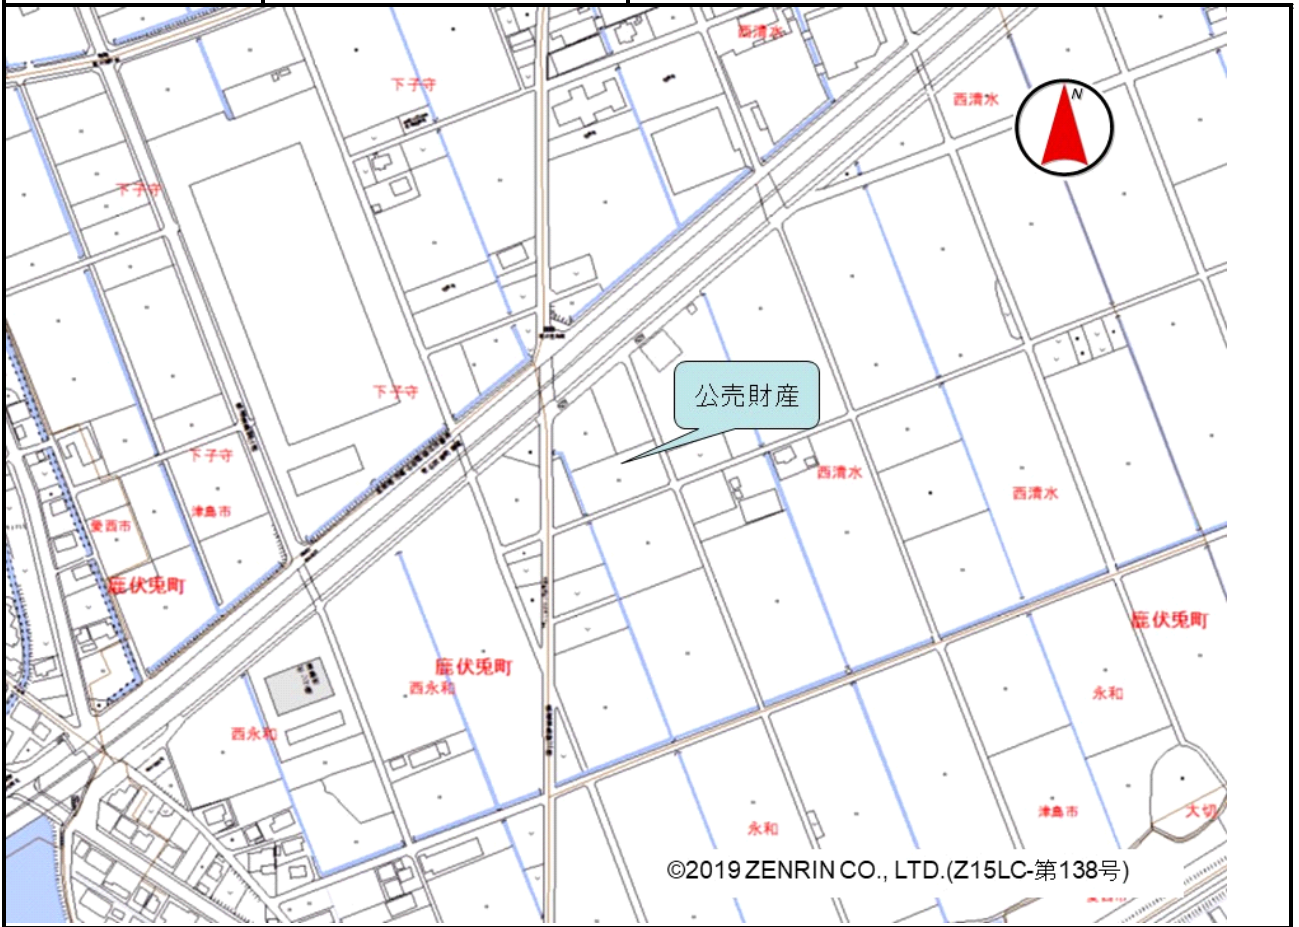 西清水
下子守
西清水
N
下子守
下子守
公売財産
下子守
西清水
西清水
津島市
愛西市
鹿伏兎町
鹿伏兎町
鹿伏兎町
西永和
永和
西永和
津島市
大切
永和
©2019 ZENRIN CO., LTD.(Z15LC-第138号)